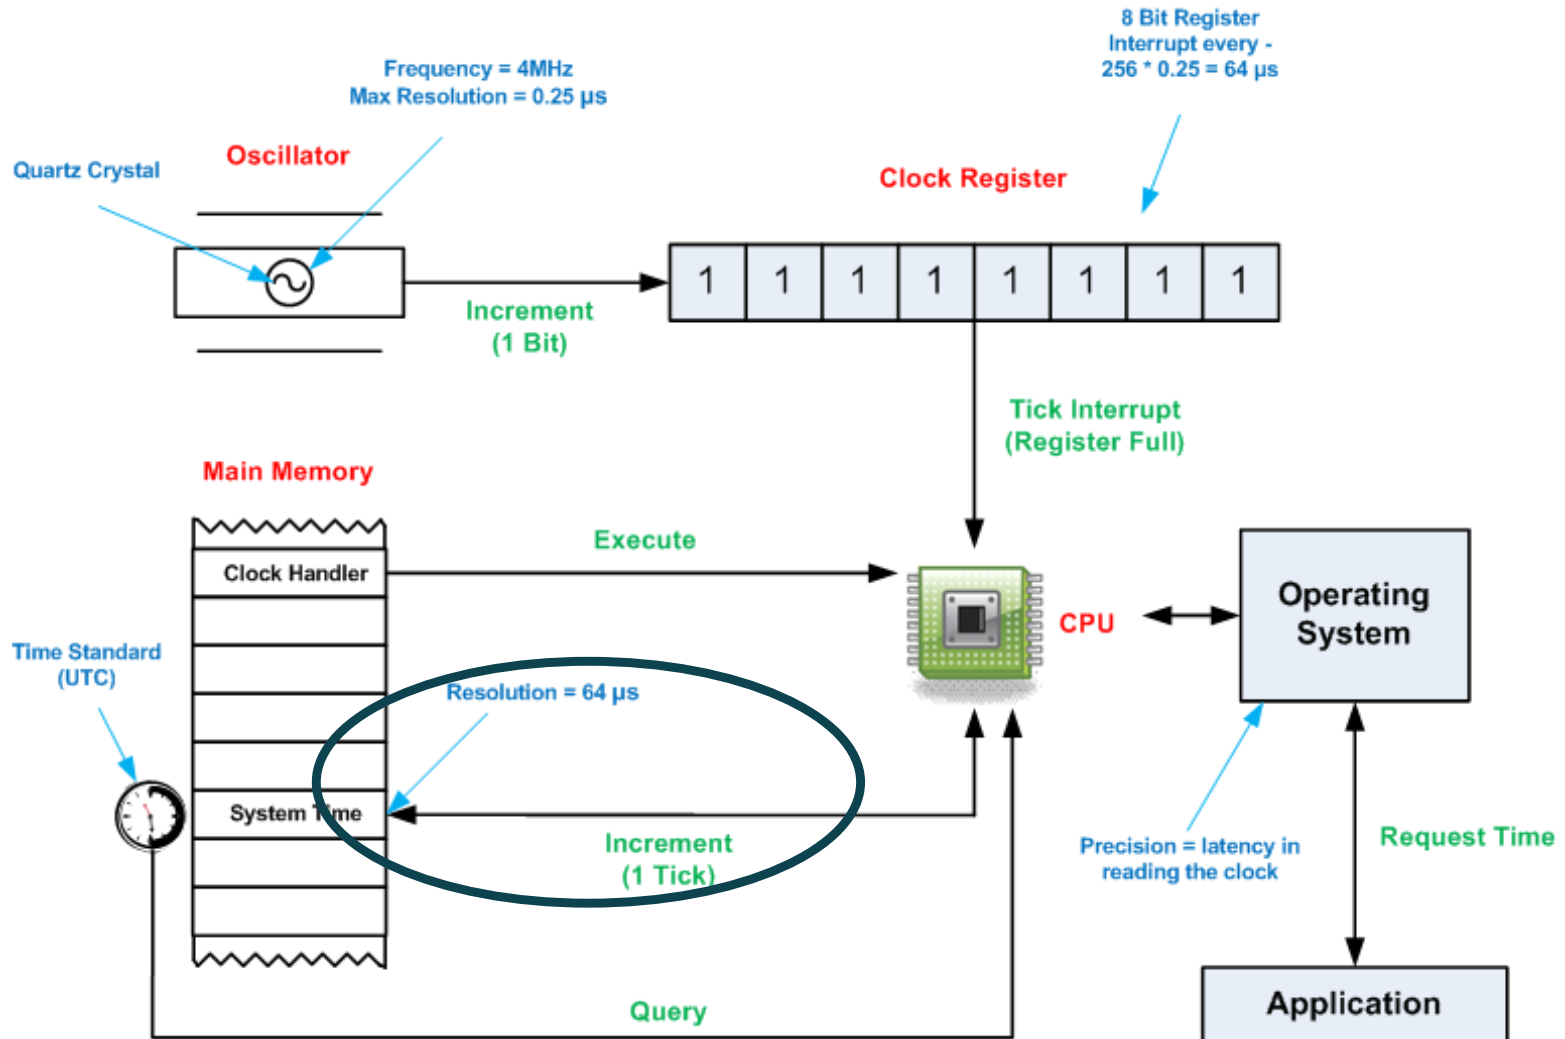 8 Bit Register
Interrupt every -
256 * 0.25 = 64 µs
Frequency = 4MHz
Max Resolution = 0.25 µs
Oscillator
Quartz Crystal
Clock Register
1 1 1 1 1 1 1 1
Increment
(1 Bit)
Tick Interrupt
(Register Full)
Main Memory
Execute
Clock Handler
Operating
System
CPU
Time Standard
(UTC)
Resolution = 64 µs
System Time
Increment
(1 Tick)
Precision = latency in
reading the clock
Request Time
Query
Application